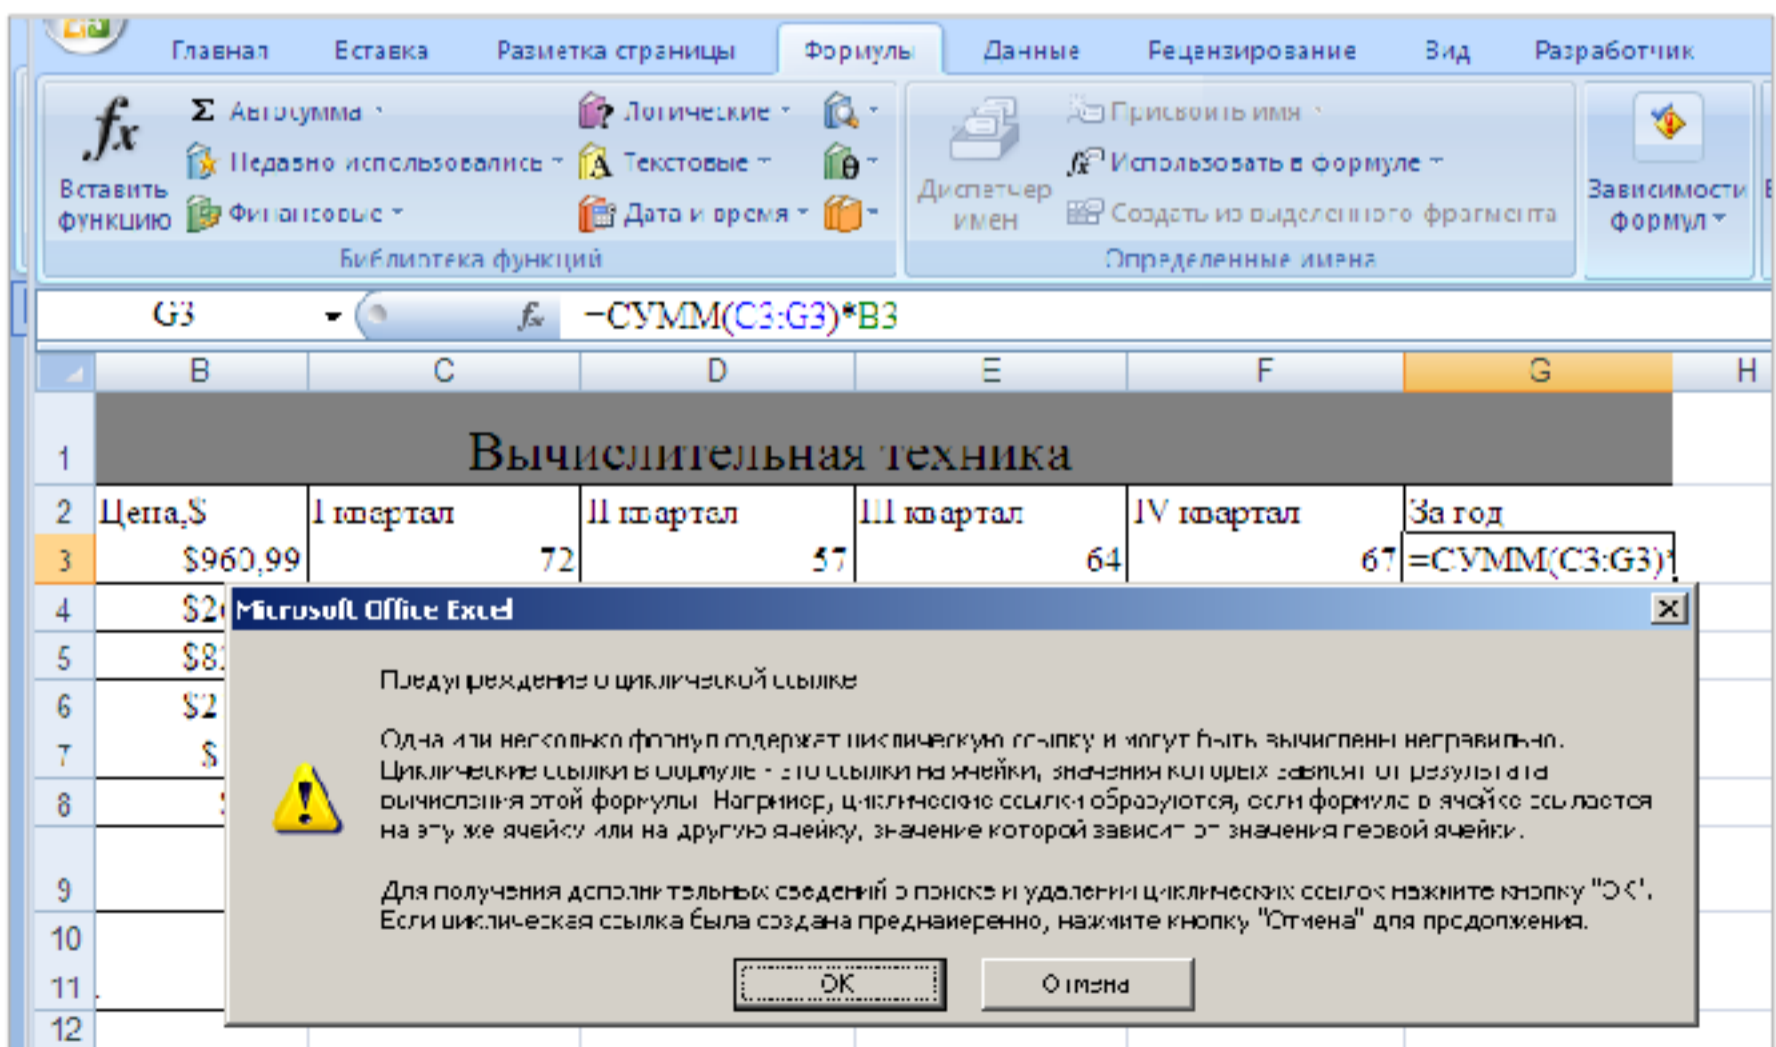 Главная Вставка Разметка страницы Формулы Данные Рецензирование Вид Разработчик
fx Σ Автосумма Логические Присвоить имя
Недавно использовались Текстовые Использовать в формуле
Вставить функцию Финансовые Дата и время Диспетчер имен Создать из выделенного фрагмента Зависимости формул
Библиотека функций Определенные имена
G3 fx =СУММ(C3:G3)*B3
B C D E F G H
1 Вычислительная техника
2 Цена,$ I квартал II квартал III квартал IV квартал За год
3 $960,99 72 57 64 67 =СУММ(C3:G3)*
4 Microsoft Office Excel
5
6 $2
7 $
8
9
10
11 .
12
Предупреждение о циклической ссылке
Одна или несколько формул содержат циклическую ссылку и могут быть вычислены неправильно.
Циклические ссылки в формуле - это ссылки на ячейки, значения которых зависят от результата
вычисления этой формулы. Например, циклические ссылки образуются, если формула в ячейке ссылается
на эту же ячейку или на другую ячейку, значение которой зависит от значения первой ячейки.
Для получения дополнительных сведений о поиске и удалении циклических ссылок нажмите кнопку "ОК".
Если циклическая ссылка была создана преднамеренно, нажмите кнопку "Отмена" для продолжения.
ОК Отмена